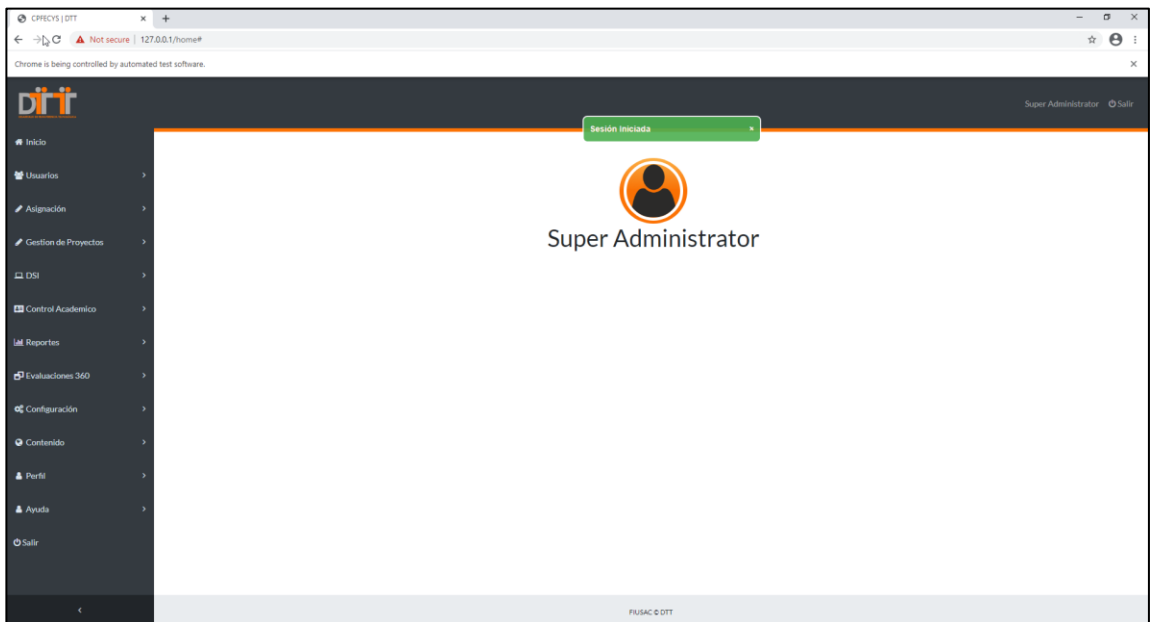 CPFECYS | DTT
Not secure | 127.0.0.1/home#
Chrome is being controlled by automated test software.
DTT
Super Administrator Salir
Sesión Iniciada ×
Inicio
Usuarios
Asignación
Gestion de Proyectos
DSI
Control Academico
Reportes
Evaluaciones 360
Configuración
Contenido
Perfil
Ayuda
Salir
Super Administrator
FIUSAC © DTT